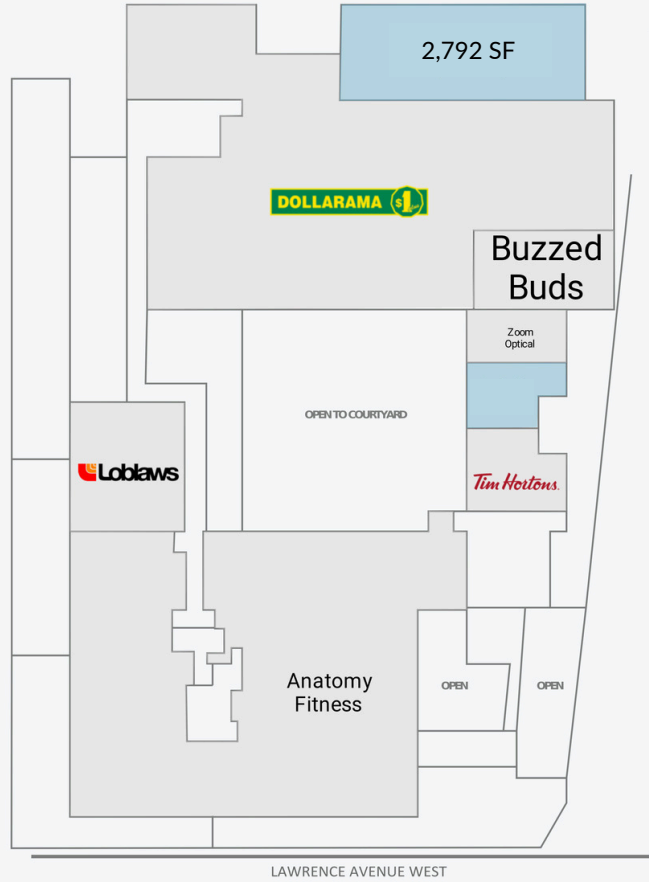 2,792 SF
DOLLARAMA $1
Buzzed
Buds
Zoom
Optical
OPEN TO COURTYARD
Loblaws
Tim Hortons.
Anatomy
Fitness
OPEN
OPEN
LAWRENCE AVENUE WEST